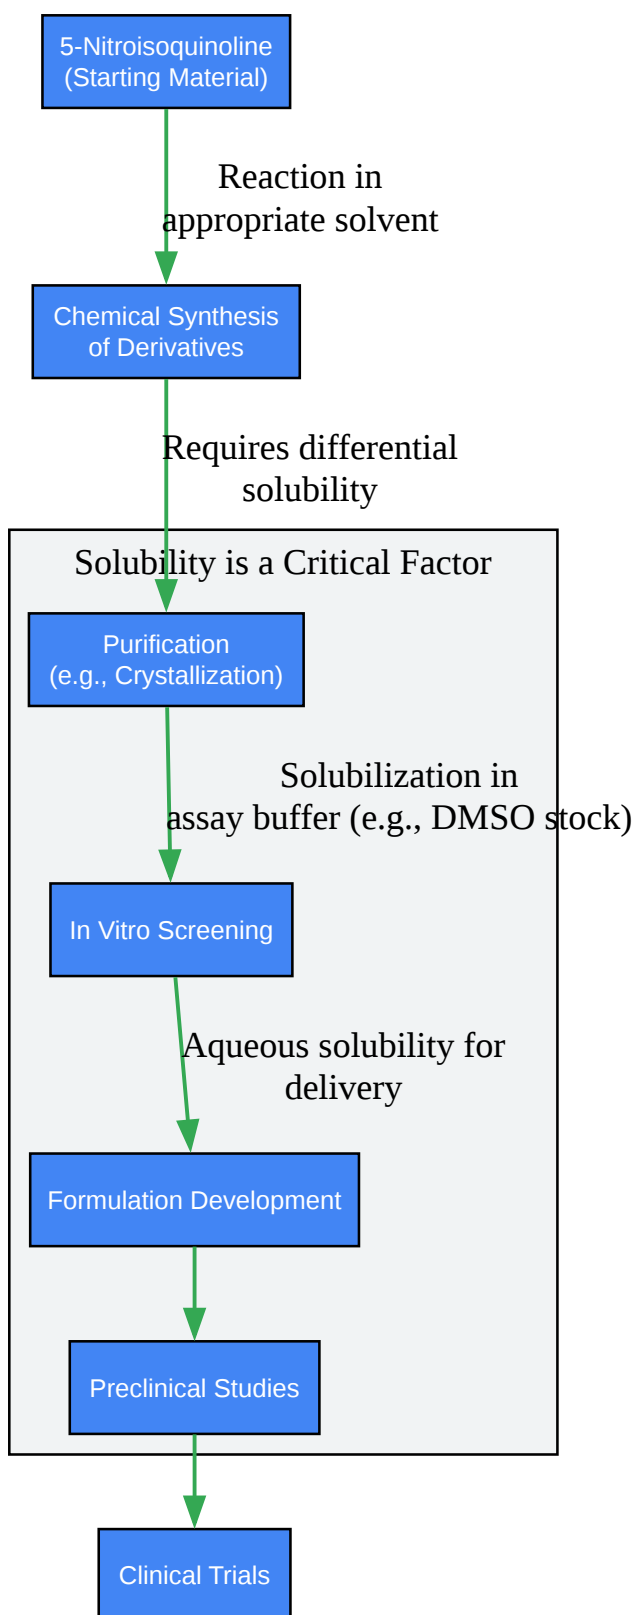 5-Nitroisoquinoline
(Starting Material)
Reaction in
appropriate solvent
Chemical Synthesis
of Derivatives
Requires differential
solubility
Solubility is a Critical Factor
Purification
(e.g., Crystallization)
Solubilization in
assay buffer (e.g., DMSO stock)
In Vitro Screening
Aqueous solubility for
delivery
Formulation Development
Preclinical Studies
Clinical Trials